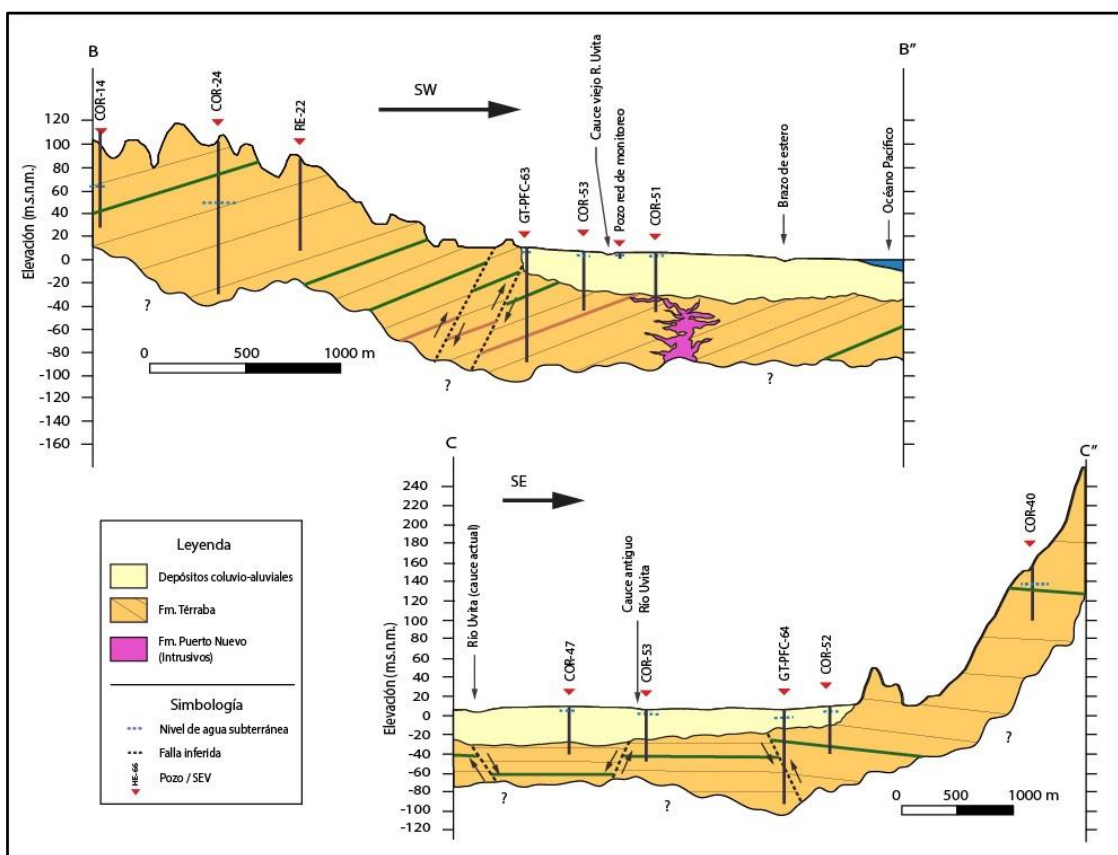 B
B"
COR-14
COR-24
RE-22
SW
GT-PFC-63
COR-53
Cauce viejo R. Uvita
Pozo red de monitoreo
COR-51
Brazo de estero
Océano Pacífico
Elevación (m.s.n.m.)
120
100
80
60
40
20
0
-20
-40
-60
-80
-100
-120
-140
-160
0 500 1000 m
?
?
?
C
C"
SE
Río Uvita (cauce actual)
COR-47
Cauce antiguo
Río Uvita
COR-53
GT-PFC-64
COR-52
COR-40
Elevación (m.s.n.m.)
240
220
200
180
160
140
120
100
80
60
40
20
0
-20
-40
-60
-80
-100
-120
?
?
?
0 500 1000 m
Leyenda
Depósitos coluvio-aluviales
Fm. Térraba
Fm. Puerto Nuevo
(Intrusivos)
Simbología
Nivel de agua subterránea
Falla inferida
HE-66
Pozo / SEV